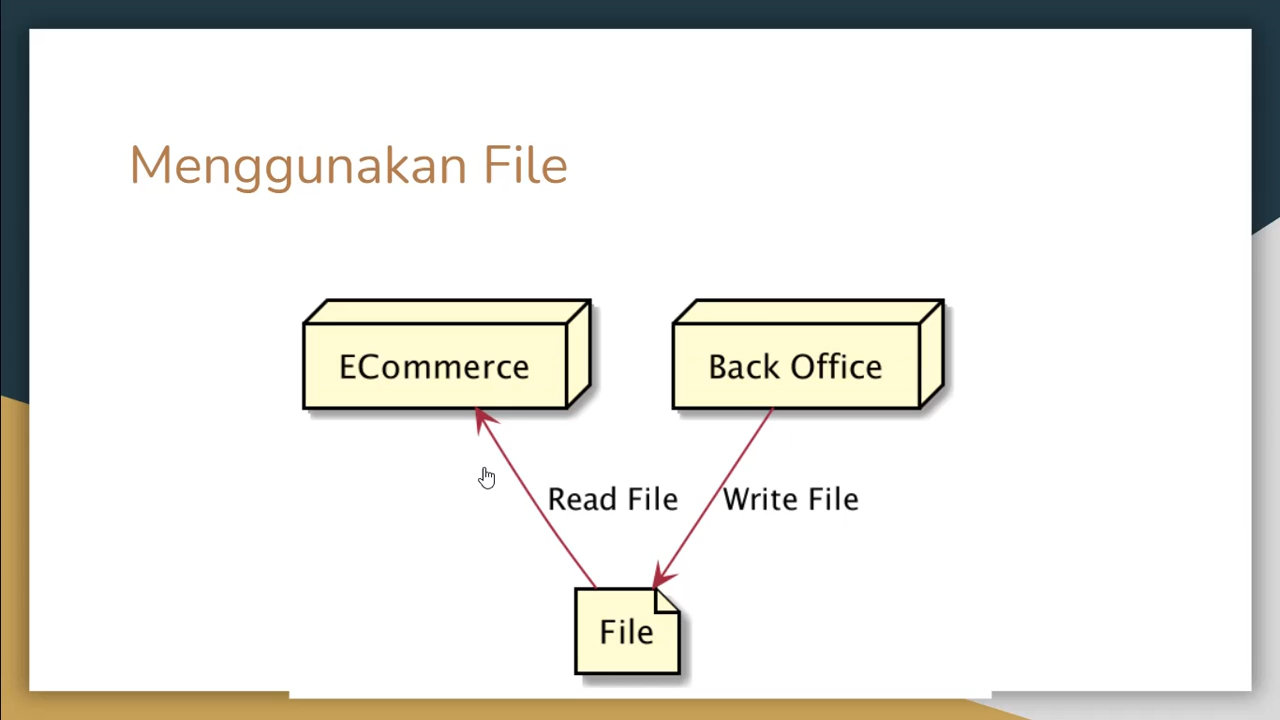 Menggunakan File
ECommerce
Back Office
Read File
Write File
File